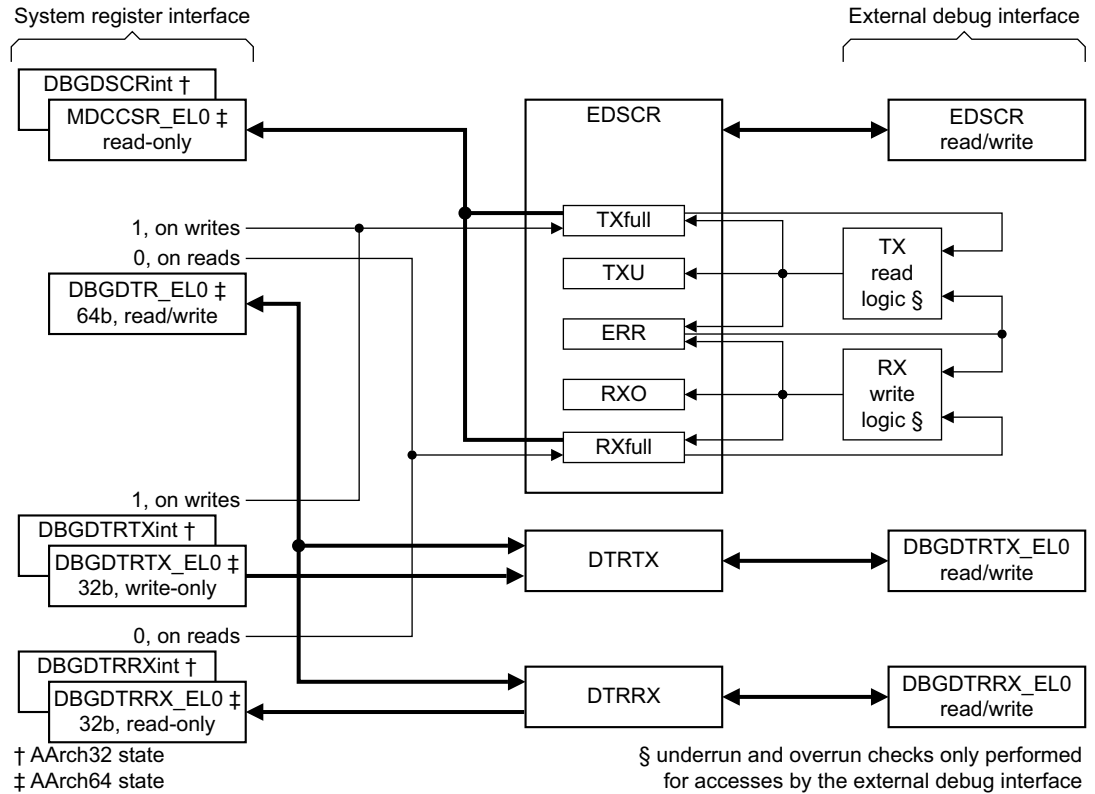 System register interface
External debug interface
DBGDSCRint †
MDCCSR_EL0 ‡
read-only
EDSCR
EDSCR
read/write
TXfull
1, on writes
0, on reads
TX
read
logic §
TXU
DBGDTR_EL0 ‡
64b, read/write
ERR
RX
write
logic §
RXO
RXfull
1, on writes
DBGDTRTXint †
DBGDTRTX_EL0 ‡
32b, write-only
DTRTX
DBGDTRTX_EL0
read/write
0, on reads
DBGDTRRXint †
DBGDTRRX_EL0 ‡
32b, read-only
DTRRX
DBGDTRRX_EL0
read/write
† AArch32 state
‡ AArch64 state
§ underrun and overrun checks only performed
for accesses by the external debug interface